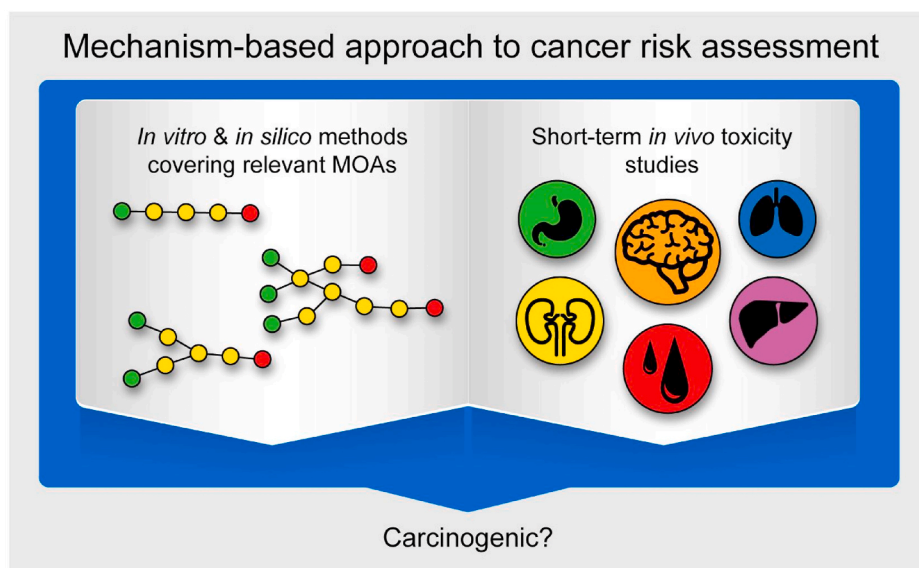 Mechanism-based approach to cancer risk assessment
In vitro & in silico methods
covering relevant MOAs
Short-term in vivo toxicity
studies
Carcinogenic?